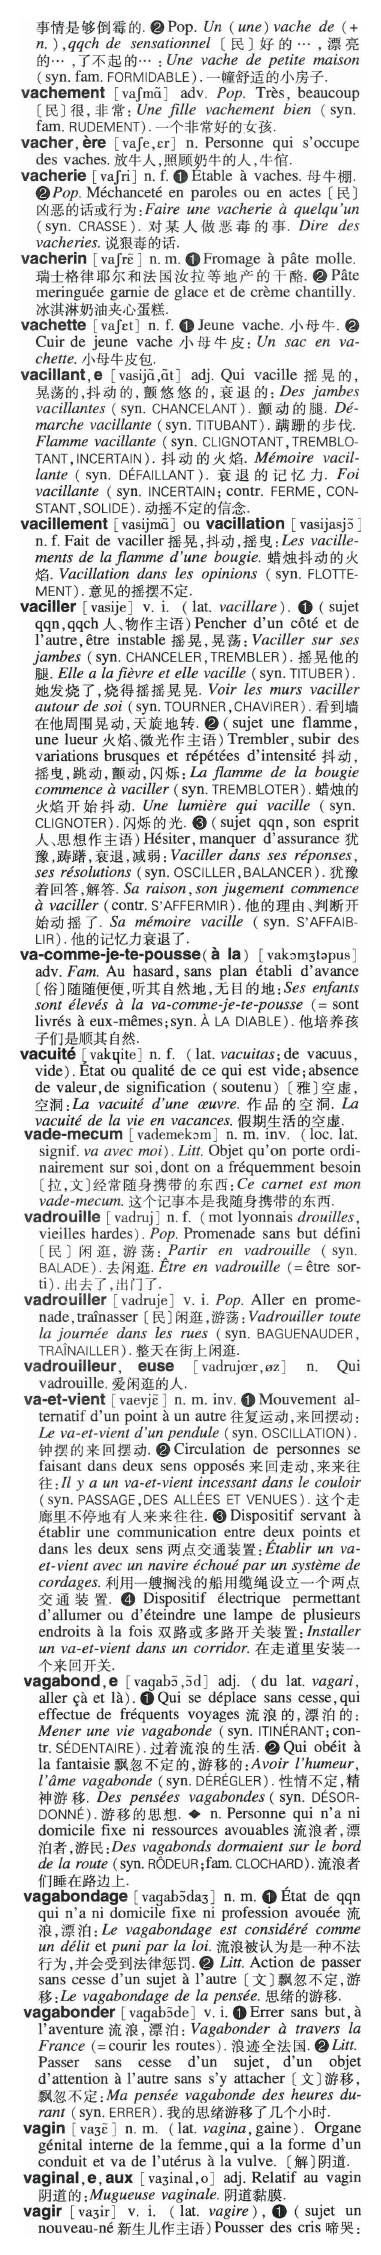 事情是够倒霉的. ❷ Pop. Un (une) vache de (+
n. ), qqch de sensationnel 〔民〕好的 …, 漂亮
的…, 了不起的… : Une vache de petite maison
(syn. fam. FORMIDABLE). 一幢舒适的小房子.
vachement [vaʃmɑ̃] adv. Pop. Très, beaucoup
〔民〕很, 非常: Une fille vachement bien (syn.
fam. RUDEMENT). 一个非常好的女孩.
vacher, ère [vaʃe, ɛr] n. Personne qui s'occupe
des vaches. 放牛人, 照顾奶牛的人, 牛倌.
vacherie [vaʃri] n. f. ❶ Étable à vaches. 母牛棚.
❷ Pop. Méchanceté en paroles ou en actes 〔民〕
凶恶的话或行为: Faire une vacherie à quelqu'un
(syn. CRASSE). 对某人做恶毒的事. Dire des
vacheries. 说狠毒的话.
vacherin [vaʃrɛ̃] n. m. ❶ Fromage à pâte molle.
瑞士格律耶尔和法国汝拉等地产的干酪. ❷ Pâte
meringuée garnie de glace et de crème chantilly.
冰淇淋奶油夹心蛋糕.
vachette [vaʃɛt] n. f. ❶ Jeune vache. 小母牛. ❷
Cuir de jeune vache 小母牛皮: Un sac en va-
chette. 小母牛皮包.
vacillant, e [vasijɑ̃, ɑ̃t] adj. Qui vacille 摇晃的,
晃荡的, 抖动的, 颤悠悠的, 衰退的: Des jambes
vacillantes (syn. CHANCELANT). 颤动的腿. Dé-
marche vacillante (syn. TITUBANT). 蹒跚的步伐.
Flamme vacillante (syn. CLIGNOTANT, TREMBLO-
TANT, INCERTAIN). 抖动的火焰. Mémoire vacil-
lante (syn. DÉFAILLANT). 衰退的记忆力. Foi
vacillante (syn. INCERTAIN; contr. FERME, CON-
STANT, SOLIDE). 动摇不定的信念.
vacillement [vasijmɑ̃] ou vacillation [vasijasjɔ̃]
n. f. Fait de vaciller 摇晃, 抖动, 摇曳: Les vacille-
ments de la flamme d'une bougie. 蜡烛抖动的火
焰. Vacillation dans les opinions (syn. FLOTTE-
MENT). 意见的摇摆不定.
vaciller [vasije] v. i. (lat. vacillare). ❶ (sujet
qqn, qqch 人、物作主语) Pencher d'un côté et de
l'autre, être instable 摇晃, 晃荡: Vaciller sur ses
jambes (syn. CHANCELER, TREMBLER). 摇晃他的
腿. Elle a la fièvre et elle vacille (syn. TITUBER).
她发烧了, 烧得摇摇晃晃. Voir les murs vaciller
autour de soi (syn. TOURNER, CHAVIRER). 看到墙
在他周围晃动, 天旋地转. ❷ (sujet une flamme,
une lueur 火焰、微光作主语) Trembler, subir des
variations brusques et répétées d'intensité 抖动,
摇曳, 跳动, 颤动, 闪烁: La flamme de la bougie
commence à vaciller (syn. TREMBLOTER). 蜡烛的
火焰开始抖动. Une lumière qui vacille (syn.
CLIGNOTER). 闪烁的光. ❸ (sujet qqn, son esprit
人、思想作主语) Hésiter, manquer d'assurance 犹
豫, 踌躇, 衰退, 减弱: Vaciller dans ses réponses,
ses résolutions (syn. OSCILLER, BALANCER). 犹豫
着回答, 解答. Sa raison, son jugement commence
à vaciller (contr. S'AFFERMIR). 他的理由、判断开
始动摇了. Sa mémoire vacille (syn. S'AFFAIB-
LIR). 他的记忆力衰退了.
va-comme-je-te-pousse (à la) [vakɔmʒtəpus]
adv. Fam. Au hasard, sans plan établi d'avance
〔俗〕随随便便, 听其自然地, 无目的地: Ses enfants
sont élevés à la va-comme-je-te-pousse (= sont
livrés à eux-mêmes; syn. À LA DIABLE). 他培养孩
子们是顺其自然.
vacuité [vakɥite] n. f. (lat. vacuitas; de vacuus,
vide). État ou qualité de ce qui est vide; absence
de valeur, de signification (soutenu) 〔雅〕空虚,
空洞: La vacuité d'une œuvre. 作品的空洞. La
vacuité de la vie en vacances. 假期生活的空虚.
vade-mecum [vademekɔm] n. m. inv. (loc. lat.
signif. va avec moi). Litt. Objet qu'on porte ordi-
nairement sur soi, dont on a fréquemment besoin
〔拉, 文〕经常随身携带的东西: Ce carnet est mon
vade-mecum. 这个记事本是我随身携带的东西.
vadrouille [vadruj] n. f. (mot lyonnais drouilles,
vieilles hardes). Pop. Promenade sans but défini
〔民〕闲逛, 游荡: Partir en vadrouille (syn.
BALADE). 去闲逛. Être en vadrouille (= être sor-
ti). 出去了, 出门了.
vadrouiller [vadruje] v. i. Pop. Aller en prome-
nade, traînasser 〔民〕闲逛, 游荡: Vadrouiller toute
la journée dans les rues (syn. BAGUENAUDER,
TRAÎNAILLER). 整天在街上闲逛.
vadrouilleur, euse [vadrujœr, øz] n. Qui
vadrouille. 爱闲逛的人.
va-et-vient [vaevjɛ̃] n. m. inv. ❶ Mouvement al-
ternatif d'un point à un autre 往复运动, 来回摆动:
Le va-et-vient d'un pendule (syn. OSCILLATION).
钟摆的来回摆动. ❷ Circulation de personnes se
faisant dans deux sens opposés 来回走动, 来来往
往: Il y a un va-et-vient incessant dans le couloir
(syn. PASSAGE, DES ALLÉES ET VENUES). 这个走
廊里不停地有人来来往往. ❸ Dispositif servant à
établir une communication entre deux points et
dans les deux sens 两点交通装置: Établir un va-
et-vient avec un navire échoué par un système de
cordages. 利用一艘搁浅的船用缆绳设立一个两点
交通装置. ❹ Dispositif électrique permettant
d'allumer ou d'éteindre une lampe de plusieurs
endroits à la fois 双路或多路开关装置: Installer
un va-et-vient dans un corridor. 在走道里安装一
个来回开关.
vagabond, e [vagabɔ̃, ɔ̃d] adj. (du lat. vagari,
aller çà et là). ❶ Qui se déplace sans cesse, qui
effectue de fréquents voyages 流浪的, 漂泊的:
Mener une vie vagabonde (syn. ITINÉRANT; con-
tr. SÉDENTAIRE). 过着流浪的生活. ❷ Qui obéit à
la fantaisie 飘忽不定的, 游移的: Avoir l'humeur,
l'âme vagabonde (syn. DÉRÉGLER). 性情不定, 精
神游移. Des pensées vagabondes (syn. DÉSOR-
DONNÉ). 游移的思想. ◆ n. Personne qui n'a ni
domicile fixe ni ressources avouables 流浪者, 漂
泊者, 游民: Des vagabonds dormaient sur le bord
de la route (syn. RÔDEUR; fam. CLOCHARD). 流浪者
们睡在路边上.
vagabondage [vagabɔ̃daʒ] n. m. ❶ État de qqn
qui n'a ni domicile fixe ni profession avouée 流
浪, 漂泊: Le vagabondage est considéré comme
un délit et puni par la loi. 流浪被认为是一种不法
行为, 并会受到法律惩罚. ❷ Litt. Action de passer
sans cesse d'un sujet à l'autre 〔文〕飘忽不定, 游
移: Le vagabondage de la pensée. 思绪的游移.
vagabonder [vagabɔ̃de] v. i. ❶ Errer sans but, à
l'aventure 流浪, 漂泊: Vagabonder à travers la
France (= courir les routes). 浪迹全法国. ❷ Litt.
Passer sans cesse d'un sujet, d'un objet
d'attention à l'autre sans s'y attacher 〔文〕游移,
飘忽不定: Ma pensée vagabonde des heures du-
rant (syn. ERRER). 我的思绪游移了几个小时.
vagin [vaʒɛ̃] n. m. (lat. vagina, gaine). Organe
génital interne de la femme, qui a la forme d'un
conduit et va de l'utérus à la vulve. 〔解〕阴道.
vaginal, e, aux [vaʒinal, o] adj. Relatif au vagin
阴道的: Muqueuse vaginale. 阴道黏膜.
vagir [vaʒir] v. i. (lat. vagire), ❶ (sujet un
nouveau-né 新生儿作主语) Pousser des cris 啼哭: